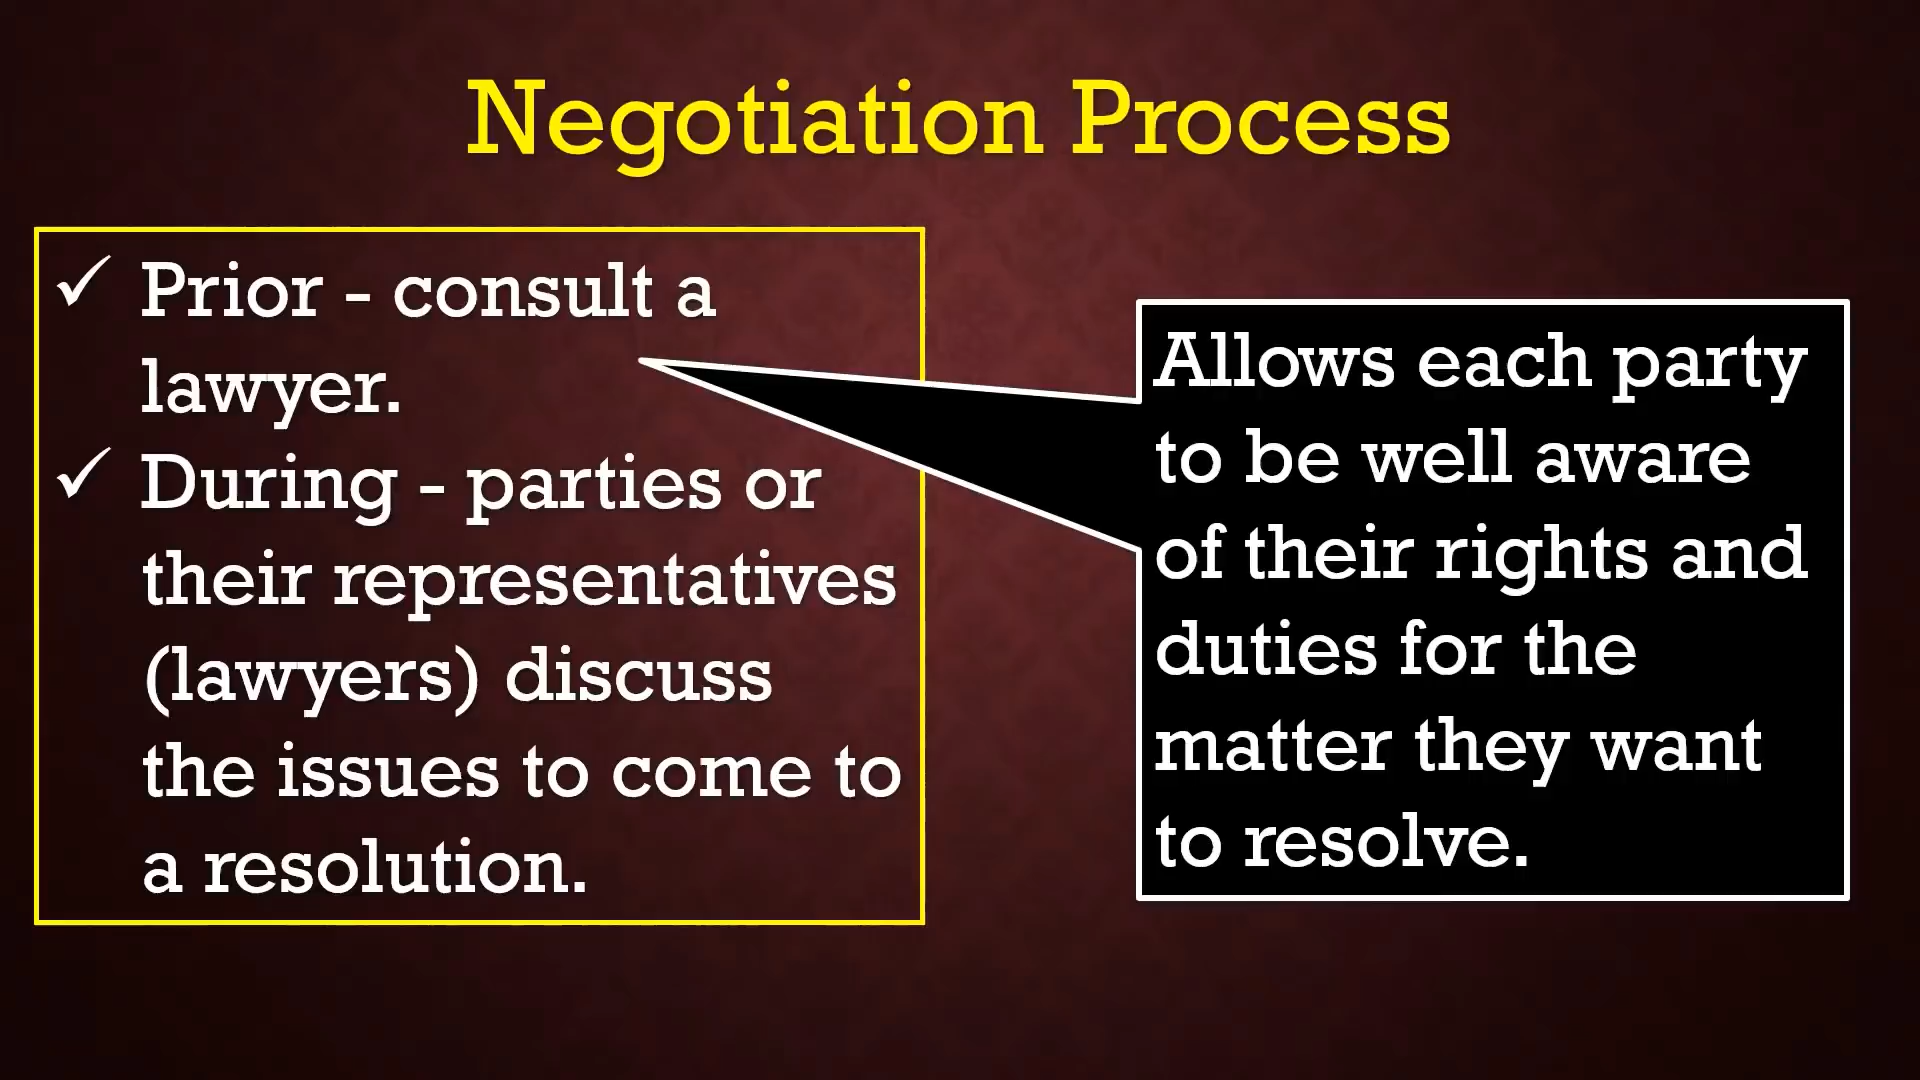 Negotiation Process
✓ Prior - consult a
lawyer.
✓ During - parties or
their representatives
(lawyers) discuss
the issues to come to
a resolution.
Allows each party
to be well aware
of their rights and
duties for the
matter they want
to resolve.